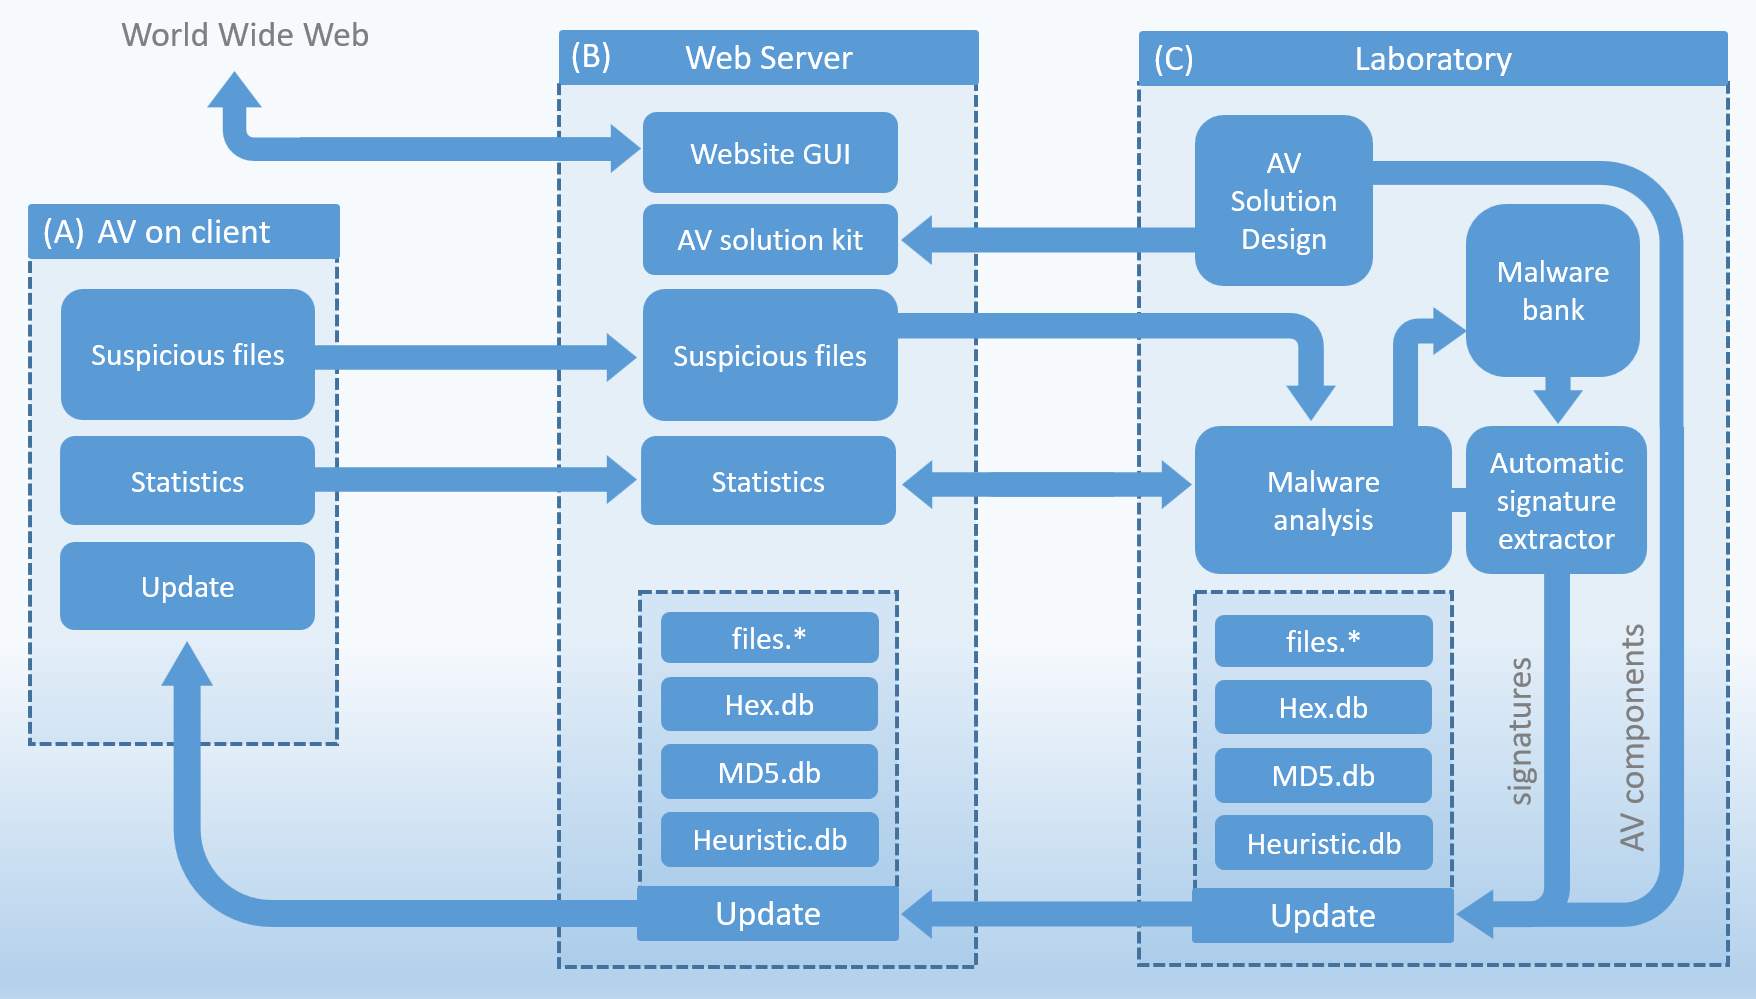 World Wide Web
(A) AV on client
Suspicious files
Statistics
Update
(B) Web Server
Website GUI
AV solution kit
Suspicious files
Statistics
files.*
Hex.db
MD5.db
Heuristic.db
Update
(C) Laboratory
AV
Solution
Design
Malware
bank
Malware
analysis
Automatic
signature
extractor
files.*
Hex.db
MD5.db
Heuristic.db
Update
signatures
AV components